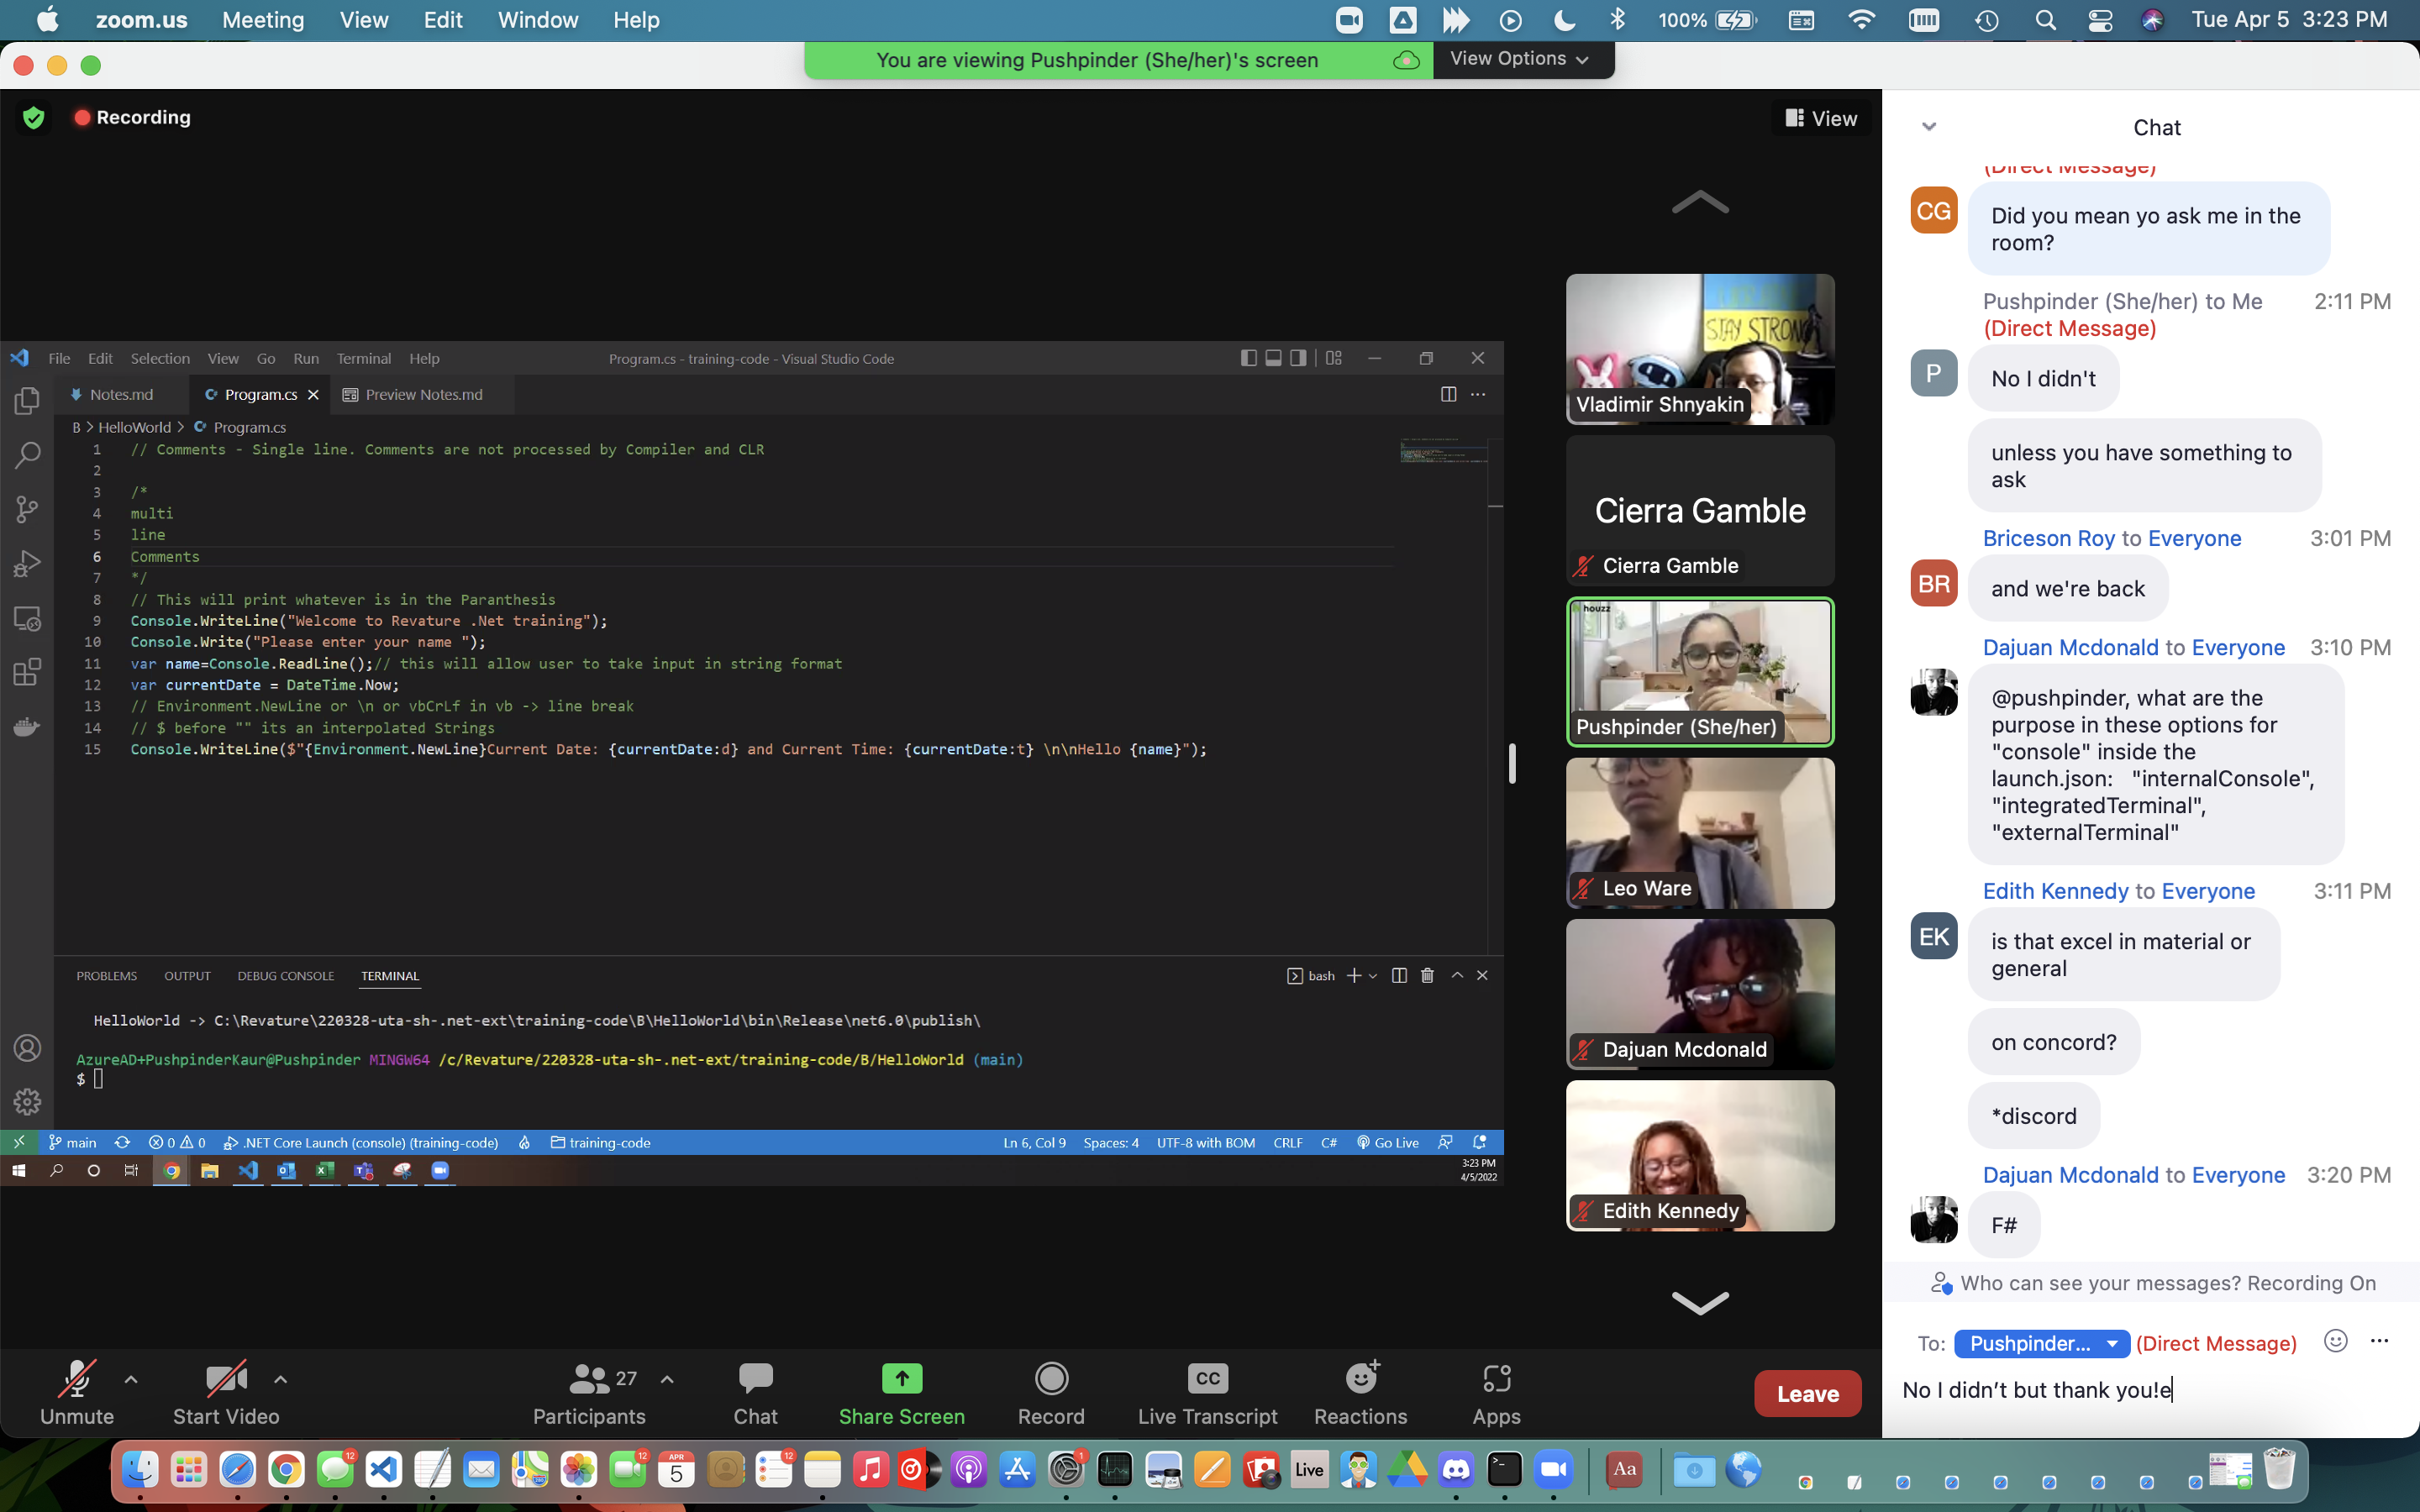 zoom.us Meeting View Edit Window Help
100% Tue Apr 5 3:23 PM
You are viewing Pushpinder (She/her)'s screen View Options
Recording
View
File Edit Selection View Go Run Terminal Help
Program.cs - training-code - Visual Studio Code
Notes.md
Program.cs
Preview Notes.md
B > HelloWorld > Program.cs
1 // Comments - Single line. Comments are not processed by Compiler and CLR
2
3 /*
4 multi
5 line
6 Comments
7 */
8 // This will print whatever is in the Paranthesis
9 Console.WriteLine("Welcome to Revature .Net training");
10 Console.Write("Please enter your name ");
11 var name=Console.ReadLine();// this will allow user to take input in string format
12 var currentDate = DateTime.Now;
13 // Environment.NewLine or \n or vbCrLf in vb -> line break
14 // $ before "" its an interpolated Strings
15 Console.WriteLine($"{Environment.NewLine}Current Date: {currentDate:d} and Current Time: {currentDate:t} \n\nHello {name}");
PROBLEMS OUTPUT DEBUG CONSOLE TERMINAL
bash
HelloWorld -> C:\Revature\220328-uta-sh-.net-ext\training-code\B\HelloWorld\bin\Release\net6.0\publish\
AzureAD+PushpinderKaur@Pushpinder MINGW64 /c/Revature/220328-uta-sh-.net-ext/training-code/B/HelloWorld (main)
$
main 0 0 .NET Core Launch (console) (training-code) training-code
Ln 6, Col 9 Spaces: 4 UTF-8 with BOM CRLF C# Go Live
3:23 PM
4/5/2022
STAY STRONG
Vladimir Shnyakin
Cierra Gamble
Cierra Gamble
houzz
Pushpinder (She/her)
Leo Ware
Dajuan Mcdonald
Edith Kennedy
Chat
(Direct Message)
CG
Did you mean yo ask me in the
room?
Pushpinder (She/her) to Me 2:11 PM
(Direct Message)
P
No I didn't
unless you have something to
ask
Briceson Roy to Everyone 3:01 PM
BR
and we're back
Dajuan Mcdonald to Everyone 3:10 PM
@pushpinder, what are the
purpose in these options for
"console" inside the
launch.json: "internalConsole",
"integratedTerminal",
"externalTerminal"
Edith Kennedy to Everyone 3:11 PM
EK
is that excel in material or
general
on concord?
*discord
Dajuan Mcdonald to Everyone 3:20 PM
F#
Who can see your messages? Recording On
To: Pushpinder... (Direct Message)
No I didn’t but thank you!e
Unmute
Start Video
27
Participants
Chat
Share Screen
Record
CC
Live Transcript
Reactions
Apps
Leave
12
12
APR
5
12
1
Live
Aa